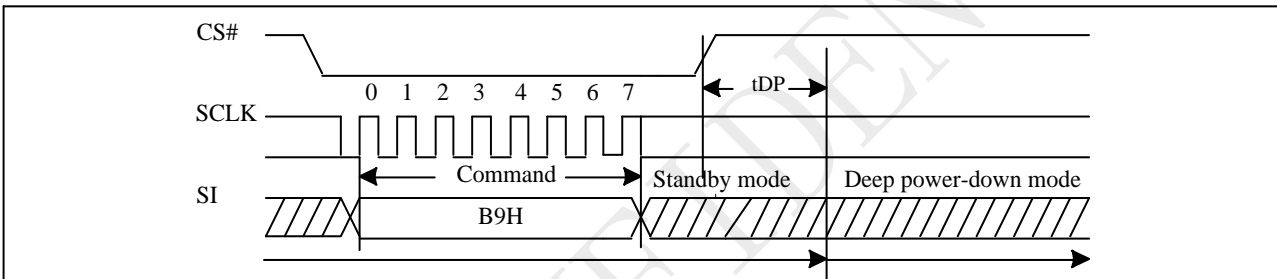 CS#
tDP
0 1 2 3 4 5 6 7
SCLK
Command
Standby mode
Deep power-down mode
SI
B9H